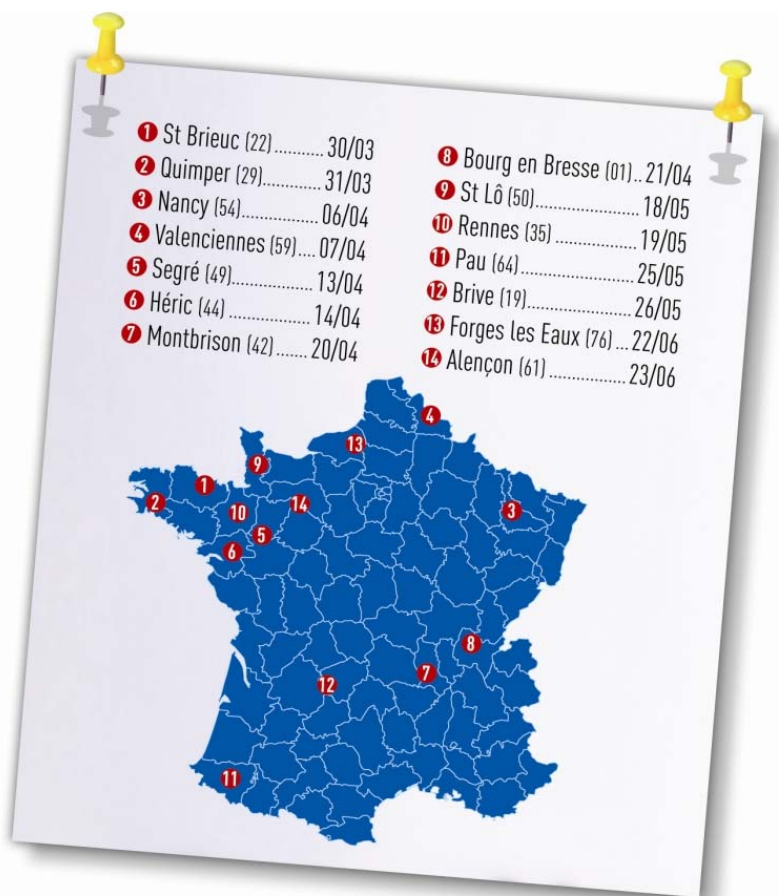 1 St Brieuc (22)........... 30/03
2 Quimper (29)............. 31/03
3 Nancy (54)................. 06/04
4 Valenciennes (59).... 07/04
5 Segré (49).................. 13/04
6 Héric (44) .................. 14/04
7 Montbrison (42) ....... 20/04
8 Bourg en Bresse (01).. 21/04
9 St Lô (50)....................... 18/05
10 Rennes (35) .................. 19/05
11 Pau (64)......................... 25/05
12 Brive (19)........................ 26/05
13 Forges les Eaux (76) ... 22/06
14 Alençon (61) ................. 23/06
4
13
9
1
2
10
14
3
5
6
8
7
12
11